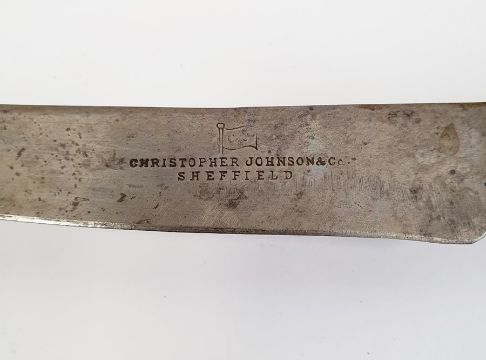 CHRISTOPHER JOHNSON & Co.
SHEFFIELD